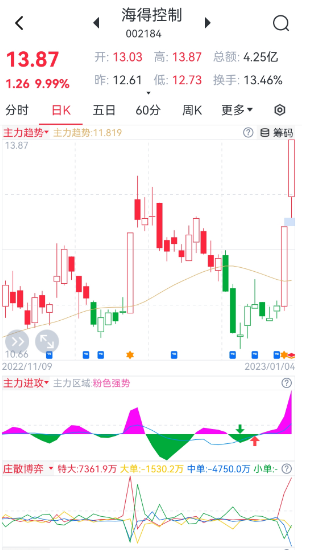 海得控制
002184
13.87
1.26 9.99%
开: 13.03 高: 13.87 总额: 4.25亿
昨: 12.61 低: 12.73 换手: 13.46%
分时 日K 五日 60分 周K 更多
主力趋势 主力趋势:11.819 ? 筹码
13.87
10.66
2022/11/09 2023/01/04
主力进攻 主力区域:粉色强势 ?
庄散博弈 特大:7361.9万 大单:-1530.2万 中单:-4750.0万 小单:- ?